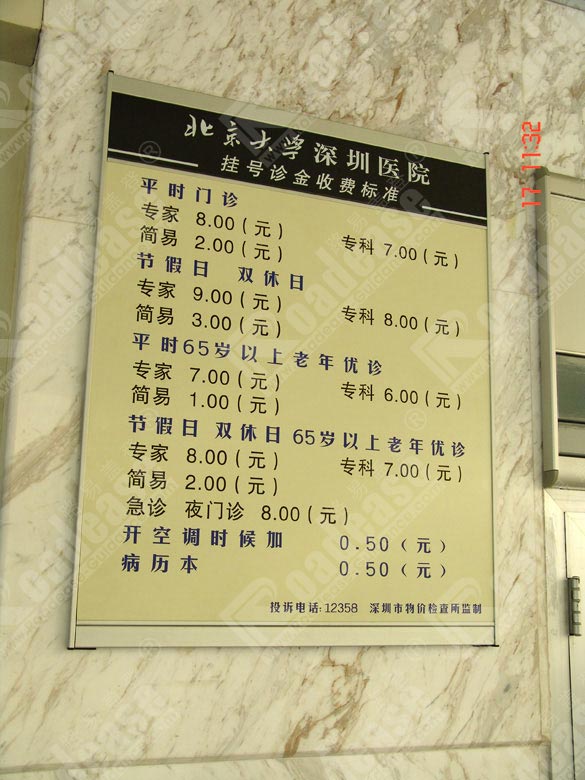 北京大学深圳医院
挂号诊金收费标准
平时门诊
专家 8.00(元)
简易 2.00(元) 专科 7.00(元)
节假日 双休日
专家 9.00(元)
简易 3.00(元) 专科 8.00(元)
平时65岁以上老年优诊
专家 7.00(元)
简易 1.00(元) 专科 6.00(元)
节假日 双休日 65岁以上老年优诊
专家 8.00(元) 专科 7.00(元)
简易 2.00(元)
急诊 夜门诊 8.00(元)
开空调时候加 0.50(元)
病历本 0.50(元)
投诉电话:12358 深圳市物价检查所监制
17 11:32
Roadease